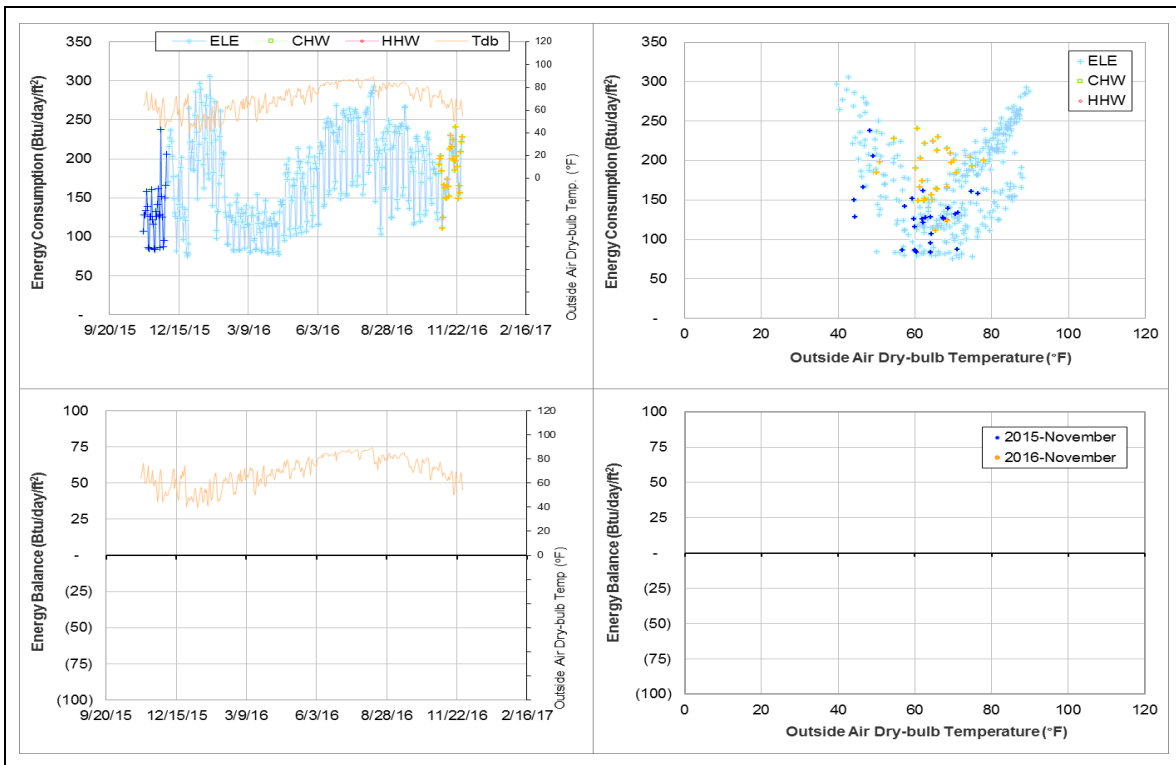 ELE CHW HHW Tdb
Energy Consumption (Btu/day/ft²)
350
300
250
200
150
100
50
-
120
100
80
60
40
20
0
Outside Air Dry-bulb Temp. (°F)
9/20/15 12/15/15 3/9/16 6/3/16 8/28/16 11/22/16 2/16/17
ELE
CHW
HHW
Energy Consumption (Btu/day/ft²)
350
300
250
200
150
100
50
-
0 20 40 60 80 100 120
Outside Air Dry-bulb Temperature (°F)
Energy Balance (Btu/day/ft²)
100
75
50
25
-
(25)
(50)
(75)
(100)
120
100
80
60
40
20
0
Outside Air Dry-bulb Temp (°F)
9/20/15 12/15/15 3/9/16 6/3/16 8/28/16 11/22/16 2/16/17
2015-November
2016-November
Energy Balance (Btu/day/ft²)
100
75
50
25
-
(25)
(50)
(75)
(100)
0 20 40 60 80 100 120
Outside Air Dry-bulb Temperature (°F)